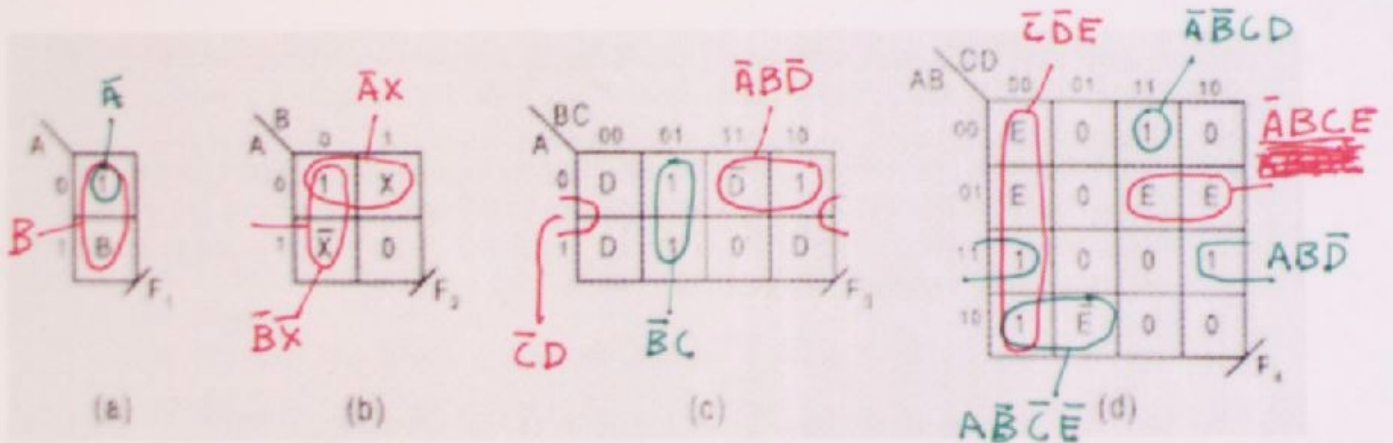 Ā
A
0 1
1 B
B
F₁
(a)
ĀX
B
A
0 1
0 1 X
1 X̄ 0
B̄X̄
F₂
(b)
ĀBD̄
BC
A
00 01 11 10
0 D 1 D̄ 1
1 D 1 0 D
C̄D
B̄C
F₃
(c)
C̄D̄E
ĀB̄CD
CD
AB
00 01 11 10
00 E 0 1 0
01 E 0 E E
11 1 0 0 1
10 1 Ē 0 0
ĀBCE
ABD̄
AB̄C̄Ē
F₄
(d)